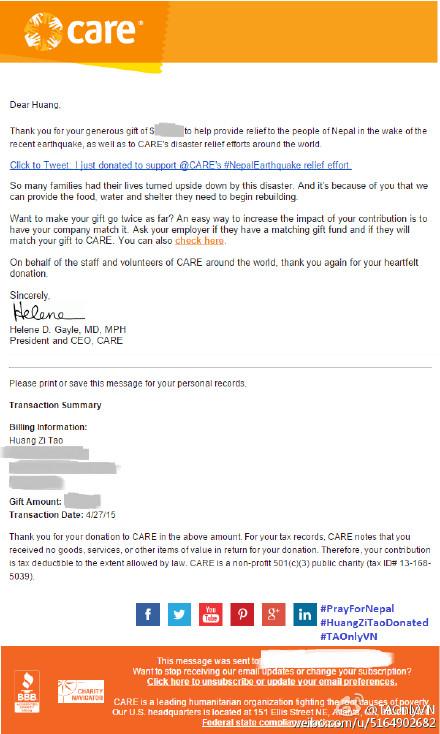 care®
Dear Huang,
Thank you for your generous gift of $ to help provide relief to the people of Nepal in the wake of the
recent earthquake, as well as to CARE's disaster relief efforts around the world.
Click to Tweet: I just donated to support @CARE's #NepalEarthquake relief effort.
So many families had their lives turned upside down by this disaster. And it's because of you that we
can provide the food, water and shelter they need to begin rebuilding.
Want to make your gift go twice as far? An easy way to increase the impact of your contribution is to
have your company match it. Ask your employer if they have a matching gift fund and if they will
match your gift to CARE. You can also check here.
On behalf of the staff and volunteers of CARE around the world, thank you again for your heartfelt
donation.
Sincerely,
Helene
Helene D. Gayle, MD, MPH
President and CEO, CARE
Please print or save this message for your personal records.
Transaction Summary
Billing Information:
Huang Zi Tao
Gift Amount:
Transaction Date: 4/27/15
Thank you for your donation to CARE in the above amount. For your tax records, CARE notes that you
received no goods, services, or other items of value in return for your donation. Therefore, your contribution
is tax deductible to the extent allowed by law. CARE is a non-profit 501(c)(3) public charity (tax ID# 13-168-
5039).
f You Tube g+ in
#PrayForNepal
#HuangZiTaoDonated
#TAOnlyVN
This message was sent to
Want to stop receiving our email updates or change your subscription?
Click here to unsubscribe or update your email preferences.
BBB
CHARITY
NAVIGATOR
CARE is a leading humanitarian organization fighting the root causes of poverty.
Our U.S. headquarters is located at 151 Ellis Street NE,
Federal state
@TAOnlyVN
weibo.com/u/5164902682